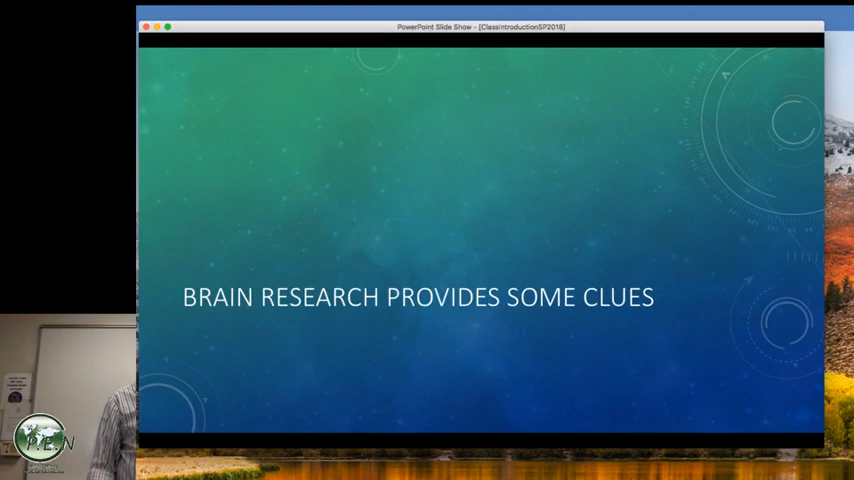 PowerPoint Slide Show - [ClassIntroductionSP2018]
BRAIN RESEARCH PROVIDES SOME CLUES
P.E.N